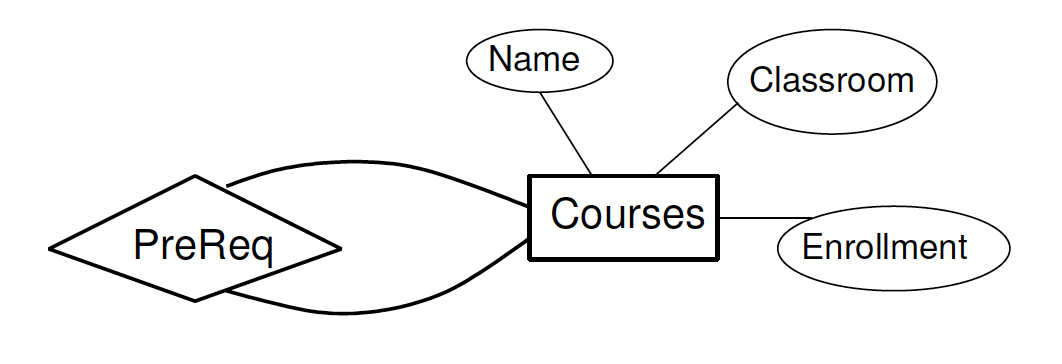 Name
Classroom
Courses
PreReq
Enrollment